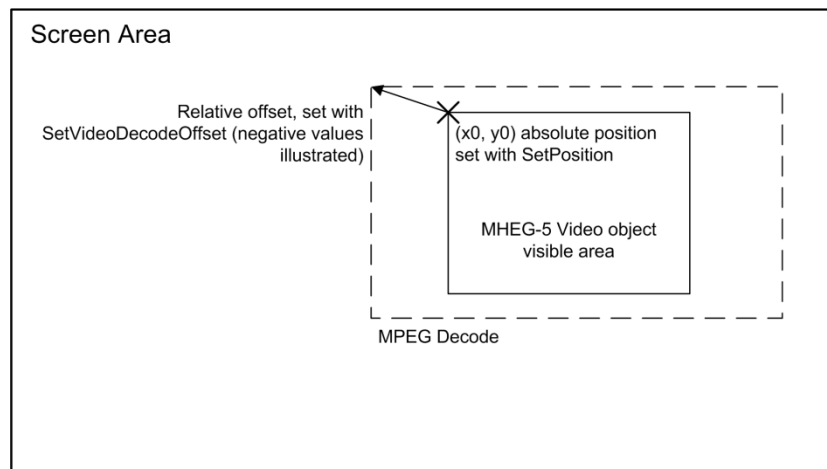 Screen Area
Relative offset, set with
SetVideoDecodeOffset (negative values
illustrated)
(x0, y0) absolute position
set with SetPosition
MHEG-5 Video object
visible area
MPEG Decode